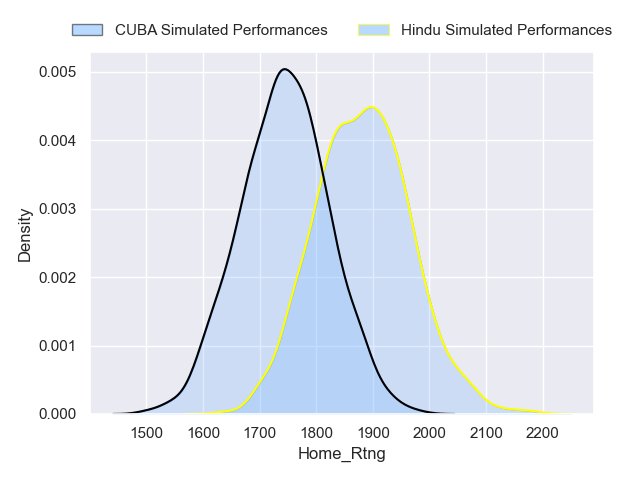 CUBA Simulated Performances
Hindu Simulated Performances
0.005
0.004
0.003
0.002
0.001
0.000
Density
1500 1600 1700 1800 1900 2000 2100 2200
Home_Rtng